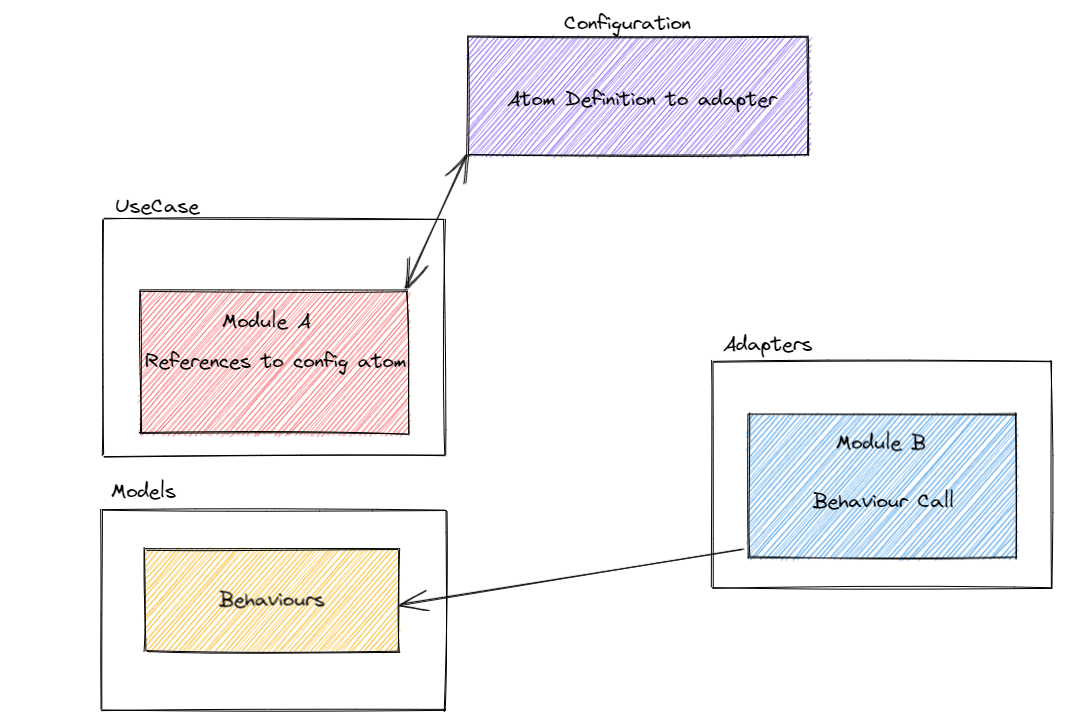 Configuration
Atom Definition to adapter
UseCase
Module A
References to config atom
Adapters
Module B
Behaviour Call
Models
Behaviours